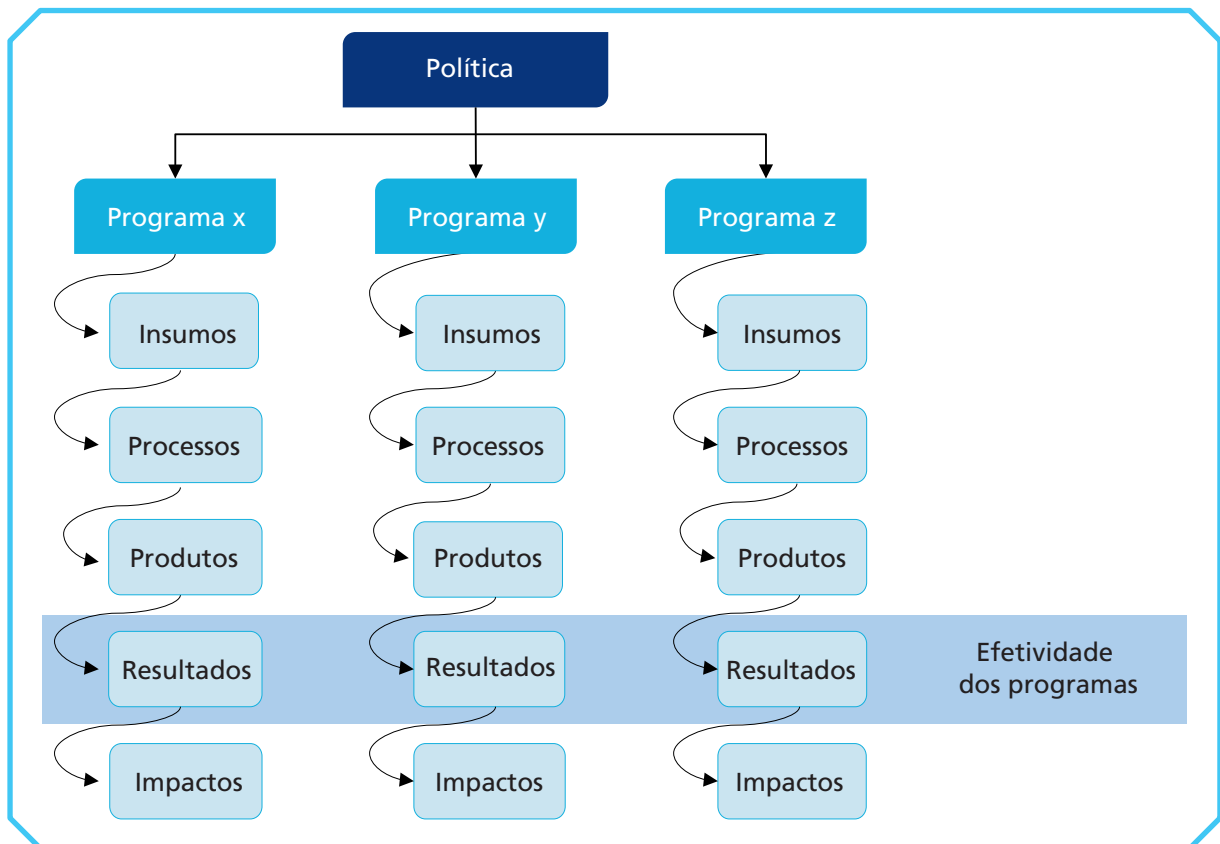 Política
Programa x
Programa y
Programa z
Insumos
Insumos
Insumos
Processos
Processos
Processos
Produtos
Produtos
Produtos
Resultados
Resultados
Resultados
Efetividade
dos programas
Impactos
Impactos
Impactos